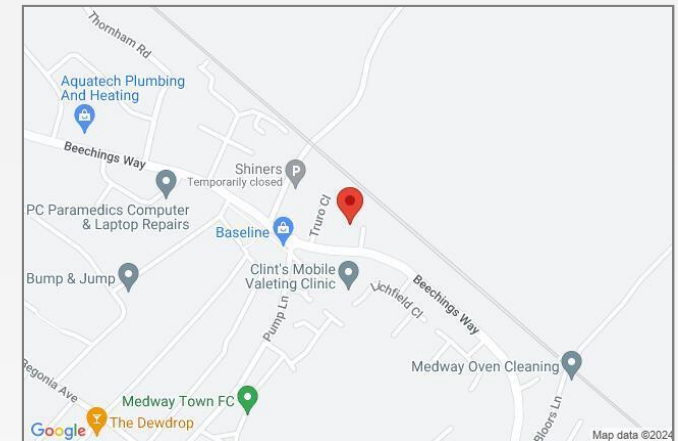 Thornham Rd
Aquatech Plumbing
And Heating
Beechings Way
Shiners
Temporarily closed
P
PC Paramedics Computer
& Laptop Repairs
Truro Cl
Baseline
Clint's Mobile
Valeting Clinic
Bump & Jump
Lichfield Cl
Beechings Way
Pump Ln
Medway Oven Cleaning
Begonia Ave
Medway Town FC
The Dewdrop
Bloors Ln
Google
Map data ©2024